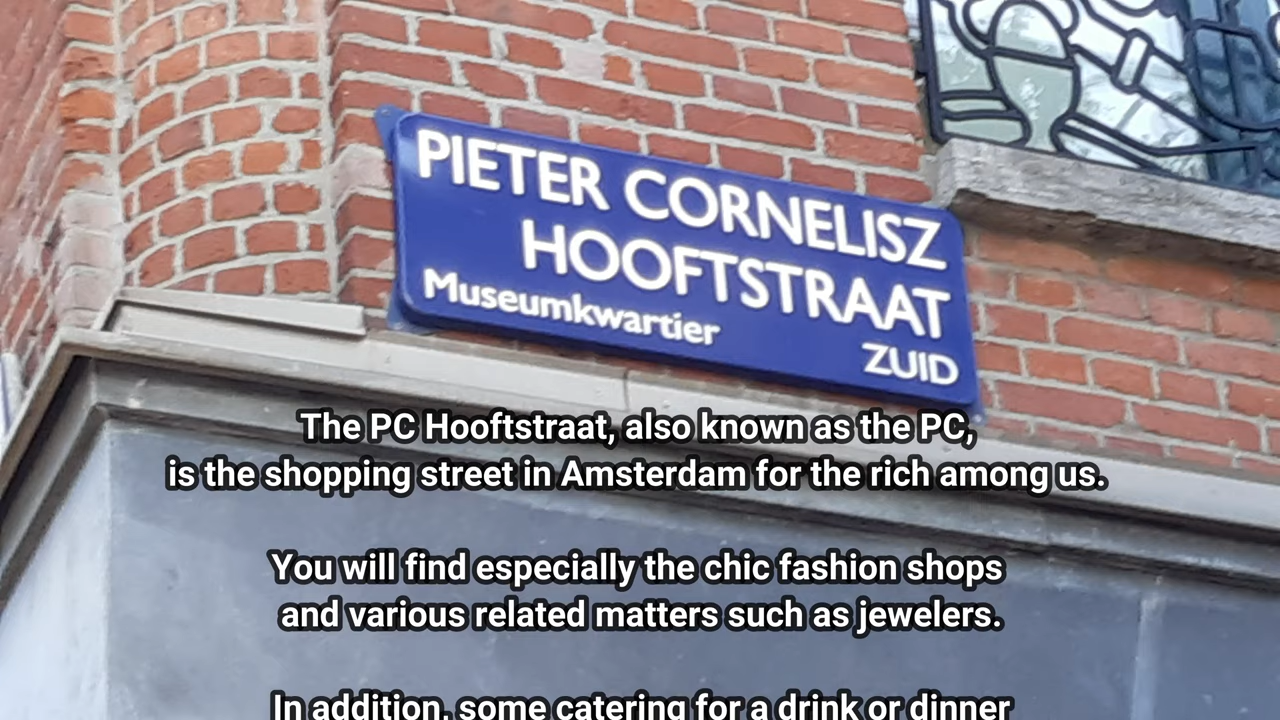 PIETER CORNELISZ
HOOFTSTRAAT
Museumkwartier
ZUID
The PC Hooftstraat, also known as the PC,
is the shopping street in Amsterdam for the rich among us.
You will find especially the chic fashion shops
and various related matters such as jewelers.
In addition, some catering for a drink or dinner